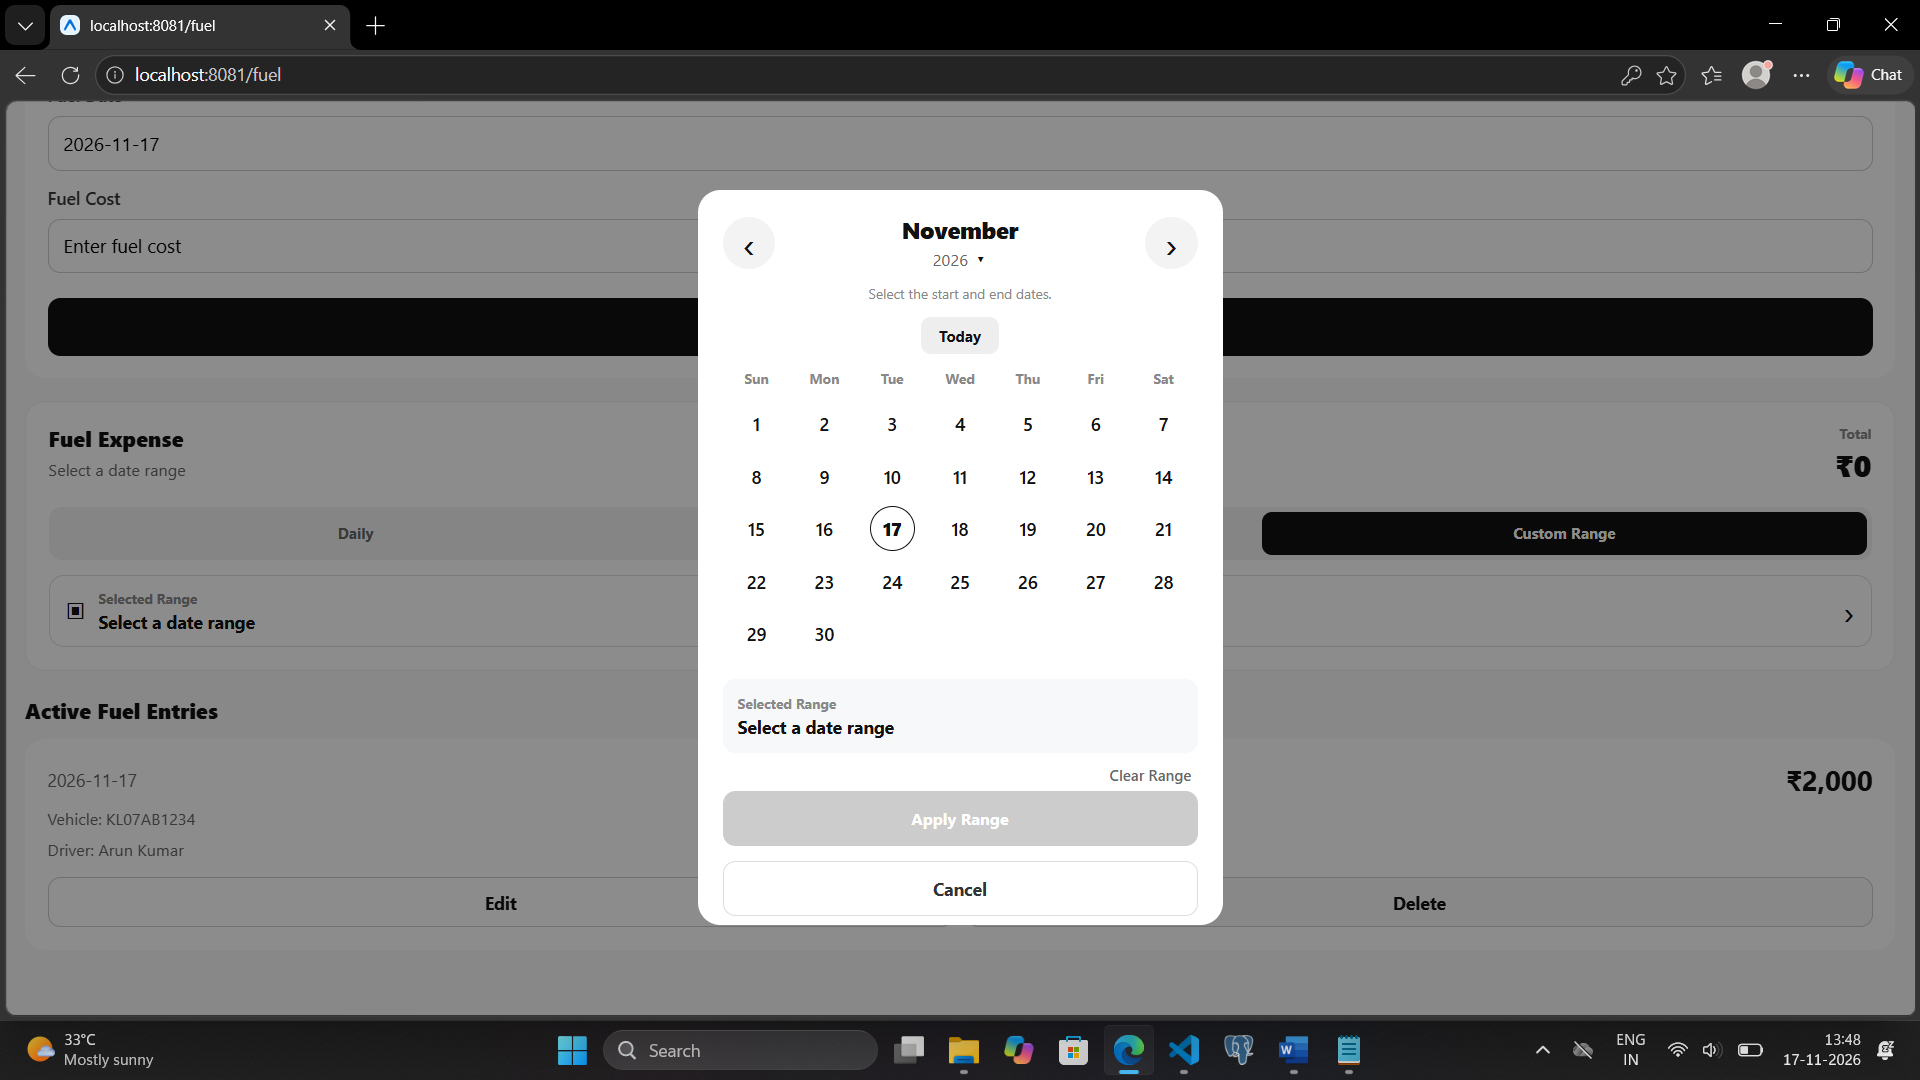 localhost:8081/fuel
localhost:8081/fuel
Chat
2026-11-17
Fuel Cost
Enter fuel cost
November
2026
Select the start and end dates.
Today
Sun Mon Tue Wed Thu Fri Sat
1 2 3 4 5 6 7
8 9 10 11 12 13 14
15 16 17 18 19 20 21
22 23 24 25 26 27 28
29 30
Selected Range
Select a date range
Clear Range
Apply Range
Cancel
Fuel Expense
Select a date range
Total
₹0
Daily
Custom Range
Selected Range
Select a date range
Active Fuel Entries
2026-11-17
₹2,000
Vehicle: KL07AB1234
Driver: Arun Kumar
Edit
Delete
33°C
Mostly sunny
Search
ENG
IN
13:48
17-11-2026